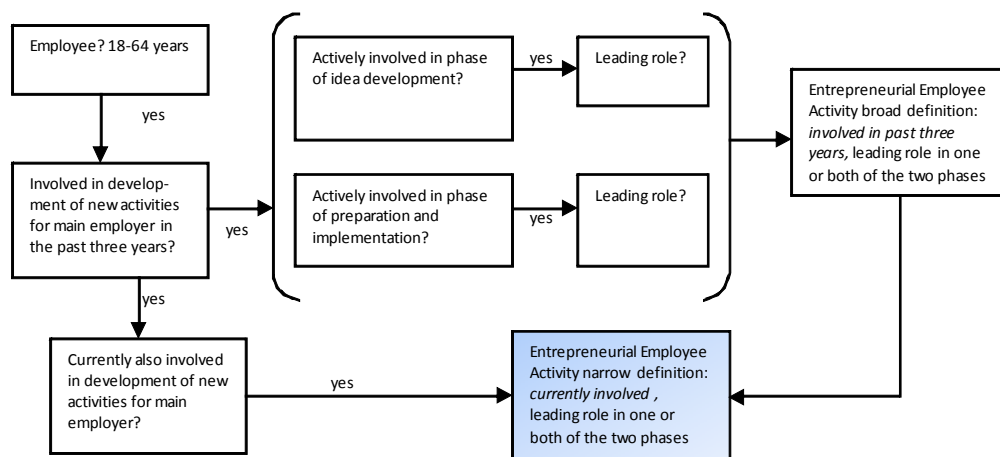 Employee? 18-64 years
yes
Involved in develop-
ment of new activities
for main employer in
the past three years?
yes
Actively involved in phase
of idea development?
yes
Leading role?
Actively involved in phase
of preparation and
implementation?
yes
Leading role?
Entrepreneurial Employee
Activity broad definition:
involved in past three
years, leading role in one
or both of the two phases
yes
Currently also involved
in development of new
activities for main
employer?
yes
Entrepreneurial Employee
Activity narrow definition:
currently involved ,
leading role in one or
both of the two phases